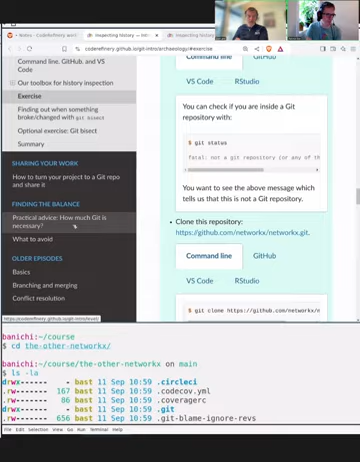 Inspecting history
coderefinery.github.io/git-intro/archaeology/#exercise
Command line, GitHub, and VS
Code
Our toolbox for history inspection
Exercise
Finding out when something
broke/changed with git bisect
Optional exercise: Git bisect
Summary
SHARING YOUR WORK
How to turn your project to a Git repo
and share it
FINDING THE BALANCE
Practical advice: How much Git is
necessary?
What to avoid
OLDER EPISODES
Basics
Branching and merging
Conflict resolution
https://coderefinery.github.io/git-intro/level/
Command line
GitHub
VS Code
RStudio
You can check if you are inside a Git
repository with:
$ git status
fatal: not a git repository (or any of th
You want to see the above message which
tells us that this is not a Git repository.
• Clone this repository:
https://github.com/networkx/networkx.git.
Command line
GitHub
VS Code
RStudio
$ git clone https://github.com/networkx/n
banichi:~/course
$ cd the-other-networkx/
banichi:~/course/the-other-networkx on main
$ ls -la
drwx------ - bast 11 Sep 10:59 .circleci
.rw------- 167 bast 11 Sep 10:59 .codecov.yml
.rw------- 86 bast 11 Sep 10:59 .coveragerc
drwx------ - bast 11 Sep 10:59 .git
.rw------- 656 bast 11 Sep 10:59 .git-blame-ignore-revs
File Edit Selection View Go Run Terminal Help